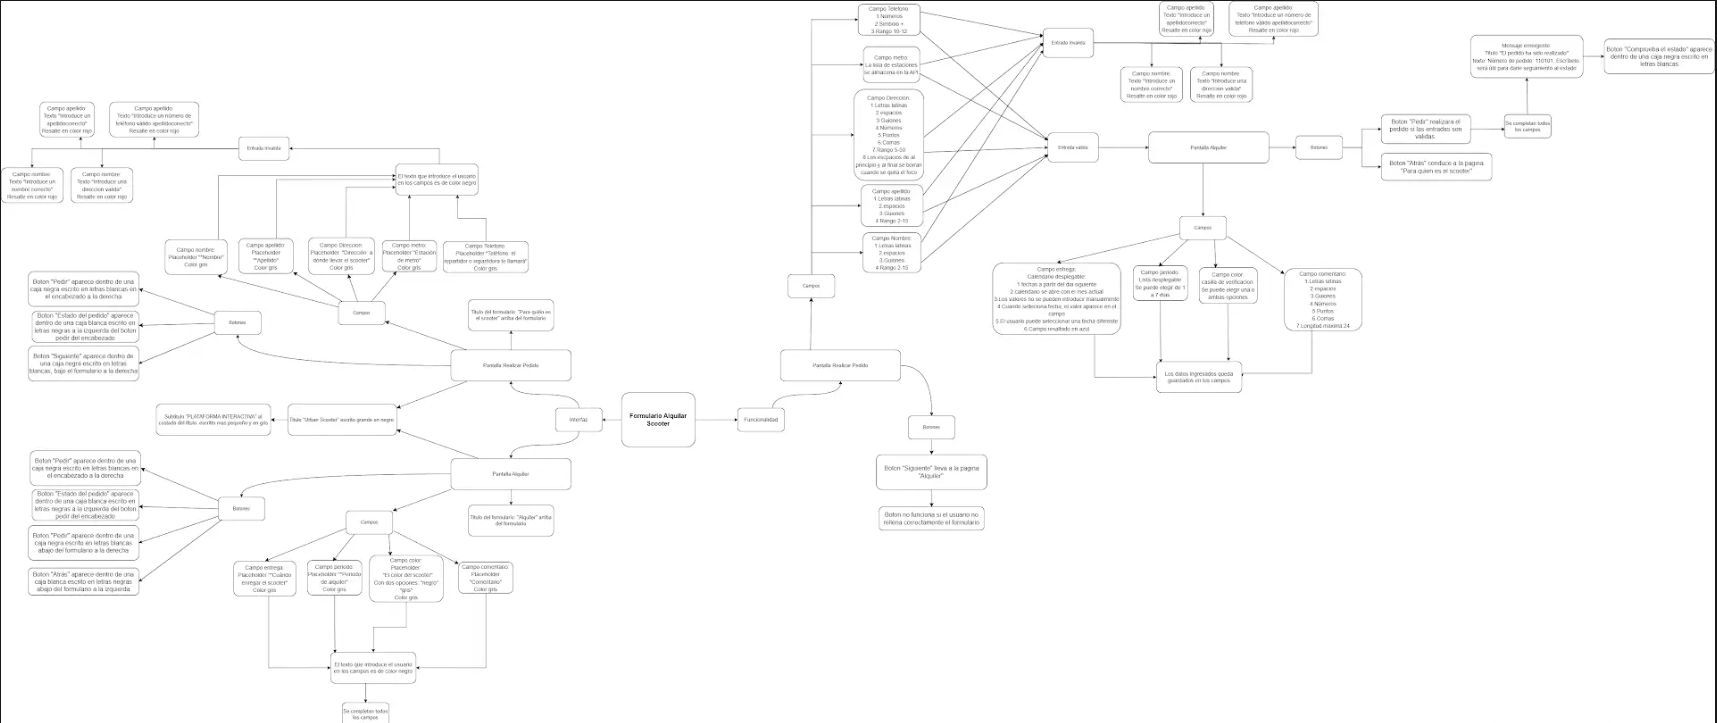 Campo apellido
Texto "Introduce un
apellidocorrecto"
Resalte en color rojo
Campo apellido
Texto "Introduce un número de
teléfono válido apellidocorrecto"
Resalte en color rojo
Entrada Invalida
Campo nombre:
Texto "Introduce un
nombre correcto"
Resalte en color rojo
Campo nombre:
Texto "Introduce una
direccion valida"
Resalte en color rojo
El texto que introduce el usuario
en los campos es de color negro
Campo nombre:
Placeholder ""Nombre"
Color gris
Campo apellido:
Placeholder
""Apellido"
Color gris
Campo Direccion:
Placeholder "Dirección: a
dónde llevar el scooter"
Color gris
Campo metro:
Placeholder "Estación
de metro"
Color gris
Campo Telefono:
Placeholder "Teléfono: el
repartidor o repartidora te llamará"
Color gris
Boton "Pedir" aparece dentro de una
caja negra escrito en letras blancas en
el encabezado a la derecha
Boton "Estado del pedido" aparece
dentro de una caja blanca escrito en
letras negras a la izquierda del boton
pedir del encabezado
Boton "Siguiente" aparece dentro de
una caja negra escrito en letras
blancas, bajo el formulario a la derecha
Botones
Campos
Titulo del formulario: "Para quién es
el scooter" arriba del formulario
Pantalla Realizar Pedido
Subtitulo "PLATAFORMA INTERACTIVA" al
costado del titulo, escrito mas pequeño y en gris
Titulo "Urban Scooter" escrito grande en negro
Interfaz
Formulario Alquilar
Scooter
Funcionalidad
Pantalla Alquilar
Titulo del formulario: "Alquiler" arriba
del formulario
Boton "Pedir" aparece dentro de una
caja negra escrito en letras blancas en
el encabezado a la derecha
Boton "Estado del pedido" aparece
dentro de una caja blanca escrito en
letras negras a la izquierda del boton
pedir del encabezado
Boton "Pedir" aparece dentro de una
caja negra escrito en letras blancas
abajo del formulario a la derecha
Boton "Atrás" aparece dentro de una
caja blanca escrito en letras negras
abajo del formulario a la izquierda
Botones
Campos
Campo entrega:
Placeholder ""Cuándo
entregar el scooter"
Color gris
Campo periodo:
Placeholder ""Periodo
de alquiler"
Color gris
Campo color:
Placeholder
"El color del scooter"
Con dos opciones: "negro"
"gris"
Color gris
Campo comentario:
Placeholder
"Comentario"
Color gris
El texto que introduce el usuario
en los campos es de color negro
Se completan todos
los campos
Campo Telefono
1 Números
2 Simbolo +
3 Rango 10-12
Campo metro:
La lista de estaciones
se almacena en la API
Campo Direccion:
1 Letras latinas
2 espacios
3 Guiones
4 Números
5 Puntos
6 Comas
7 Rango 5-50
8 Los espacios de al
principio y al final se borran
cuando se quita el foco
Campo apellido:
1 Letras latinas
2 espacios
3 Guiones
4 Rango 2-15
Campo Nombre:
1 Letras latinas
2 espacios
3 Guiones
4 Rango 2-15
Campos
Pantalla Realizar Pedido
Botones
Boton "Siguiente" lleva a la pagina
"Alquiler"
Boton no funciona si el usuario no
rellena correctamente el formulario
Entrada Invalida
Campo apellido
Texto "Introduce un
apellidocorrecto"
Resalte en color rojo
Campo apellido
Texto "Introduce un número de
teléfono válido apellidocorrecto"
Resalte en color rojo
Campo nombre:
Texto "Introduce un
nombre correcto"
Resalte en color rojo
Campo nombre:
Texto "Introduce una
direccion valida"
Resalte en color rojo
Entrada valida
Pantalla Alquilar
Botones
Boton "Pedir" realizara el
pedido si las entradas son
validas
Boton "Atrás" conduce a la pagina
"Para quien es el scooter"
Se completan todos
los campos
Mensaje emergente:
Titulo "El pedido ha sido realizado"
texto: Número de pedido: 110101. Escríbelo:
será útil para darle seguimiento al estado
Boton "Comprueba el estado" aparece
dentro de una caja negra escrito en
letras blancas
Campos
Campo entrega:
Calendario desplegable:
1 fechas a partir del dia siguiente
2 calendario se abre con el mes actual
3.Los valores no se pueden introducir manualmente
4 Cuando selecciona fecha, el valor aparece en el
campo
5 El usuario puede seleccionar una fecha diferente
6.Campo resaltado en azul
Campo periodo:
Lista desplegable
Se puede elegir de 1
a 7 dias
Campo color
casilla de verificacion
Se puede elegir una o
ambas opciones
Campo comentario:
1 Letras latinas
2 espacios
3 Guiones
4 Números
5 Puntos
6 Comas
7 Longitud maxima 24
Los datos ingresados queda
guardados en los campos